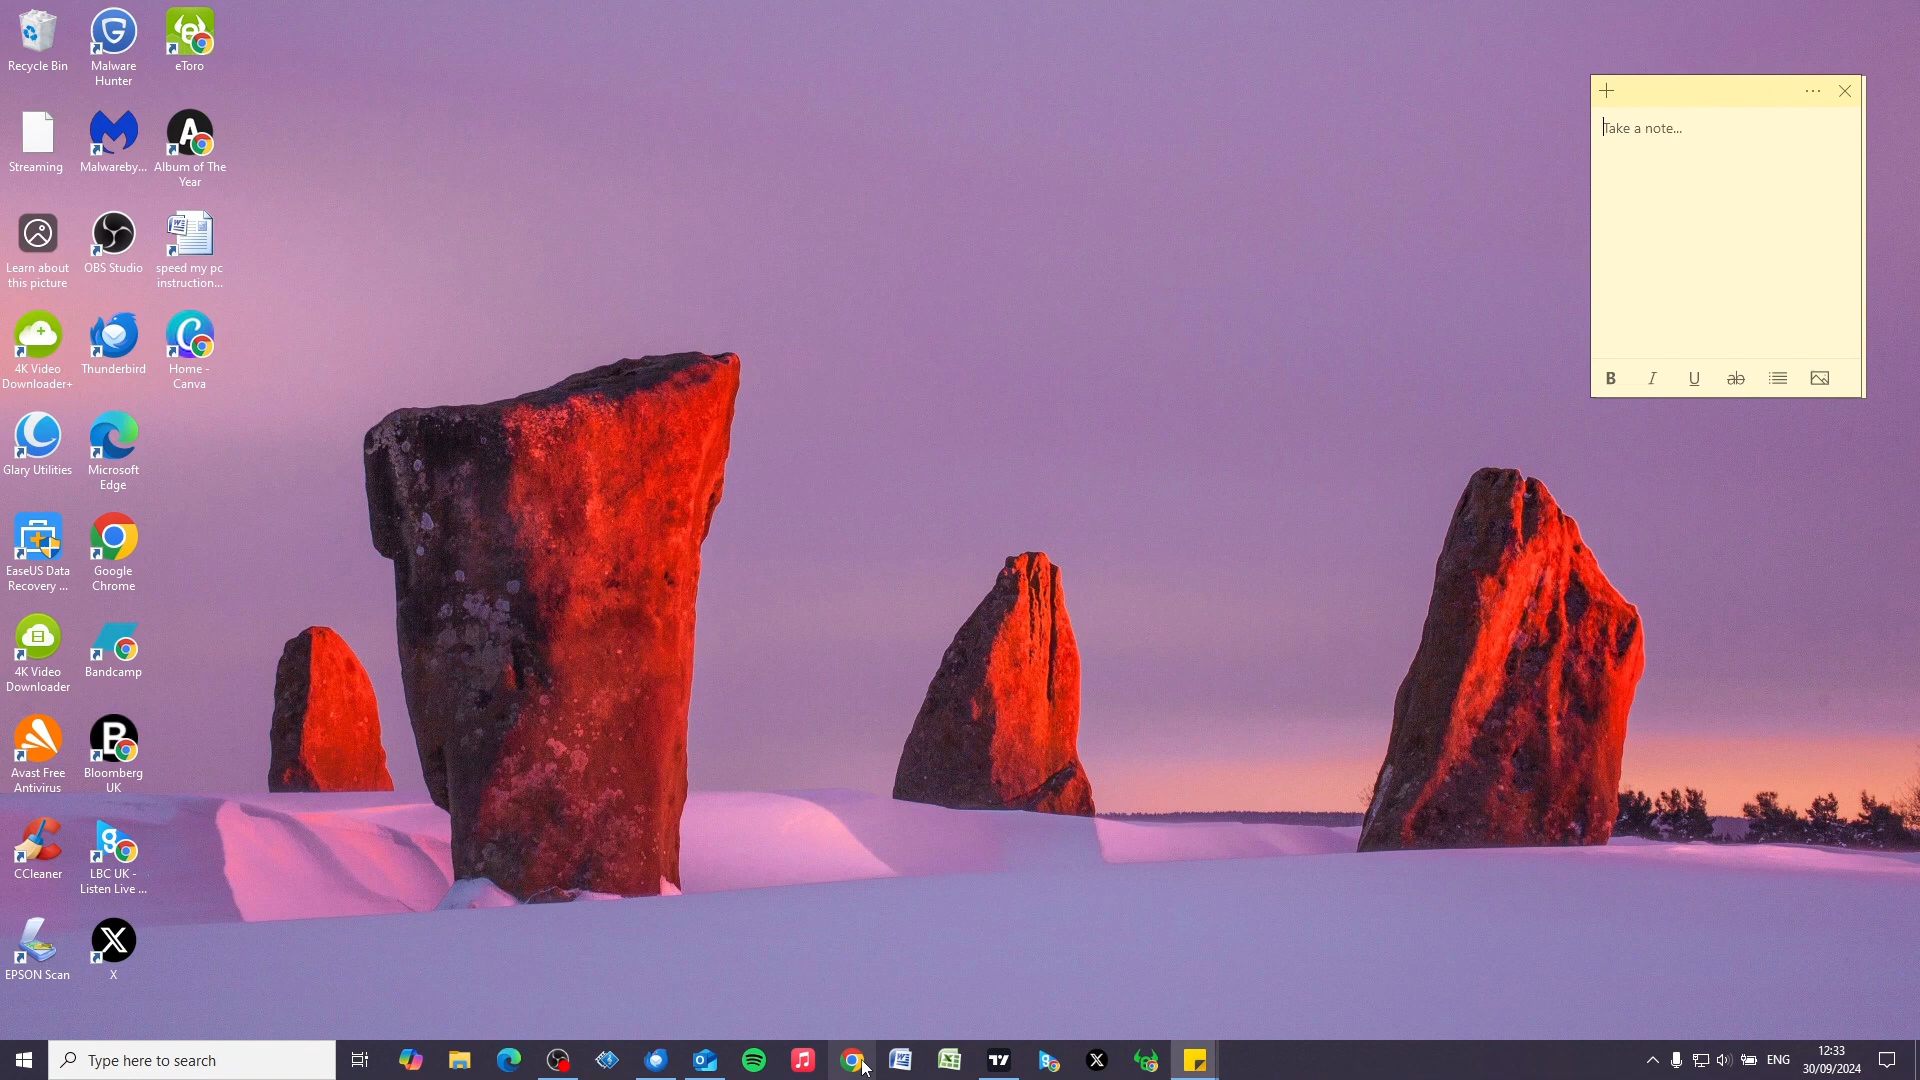 Recycle Bin
Malware
Hunter
eToro
Streaming
Malwareby...
Album of The
Year
Learn about
this picture
OBS Studio
speed my pc
instruction...
4K Video
Downloader+
Thunderbird
Home -
Canva
Glary Utilities
Microsoft
Edge
EaseUS Data
Recovery ...
Google
Chrome
4K Video
Downloader
Bandcamp
Avast Free
Antivirus
Bloomberg
UK
CCleaner
LBC UK -
Listen Live ...
EPSON Scan
X
Take a note...
B I U ab
Type here to search
ENG
12:33
30/09/2024